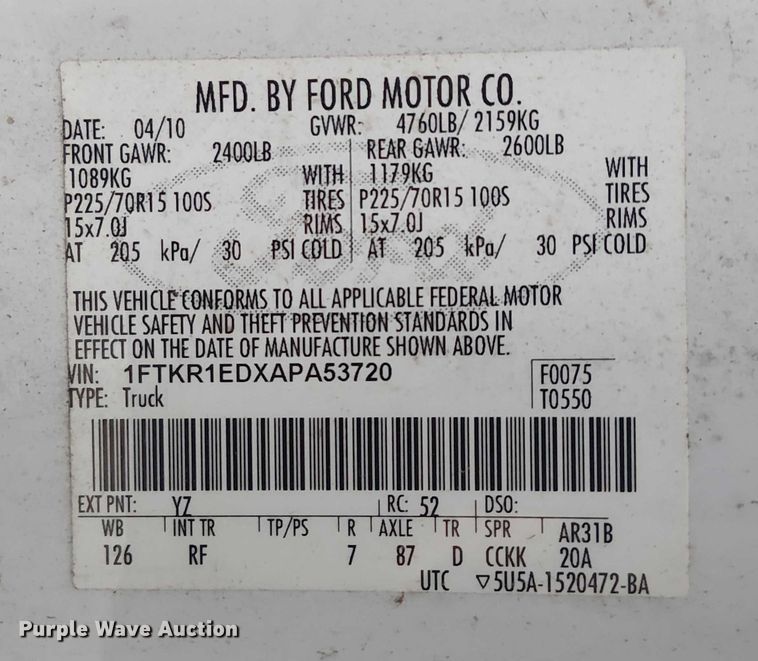 MFD. BY FORD MOTOR CO.
DATE: 04/10 GVWR: 4760LB/ 2159KG
FRONT GAWR: 2400LB REAR GAWR: 2600LB
1089KG WITH 1179KG WITH
P225/70R15 100S TIRES P225/70R15 100S TIRES
15x7.0J RIMS 15x7.0J RIMS
AT 205 kPa/ 30 PSI COLD AT 205 kPa/ 30 PSI COLD
THIS VEHICLE CONFORMS TO ALL APPLICABLE FEDERAL MOTOR
VEHICLE SAFETY AND THEFT PREVENTION STANDARDS IN
EFFECT ON THE DATE OF MANUFACTURE SHOWN ABOVE.
VIN: 1FTKR1EDXAPA53720 F0075
TYPE: Truck T0550
EXT PNT: YZ RC: 52 DSO:
WB INT TR TP/PS R AXLE TR SPR AR31B
126 RF 7 87 D CCKK 20A
UTC ▽5U5A-1520472-BA
Purple Wave Auction